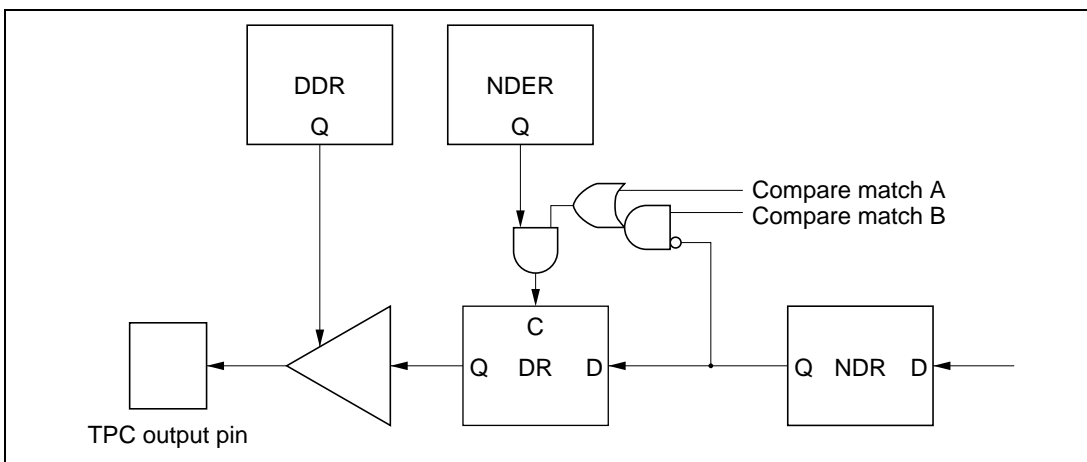 DDR
Q
NDER
Q
Compare match A
Compare match B
C
Q DR D
Q NDR D
TPC output pin